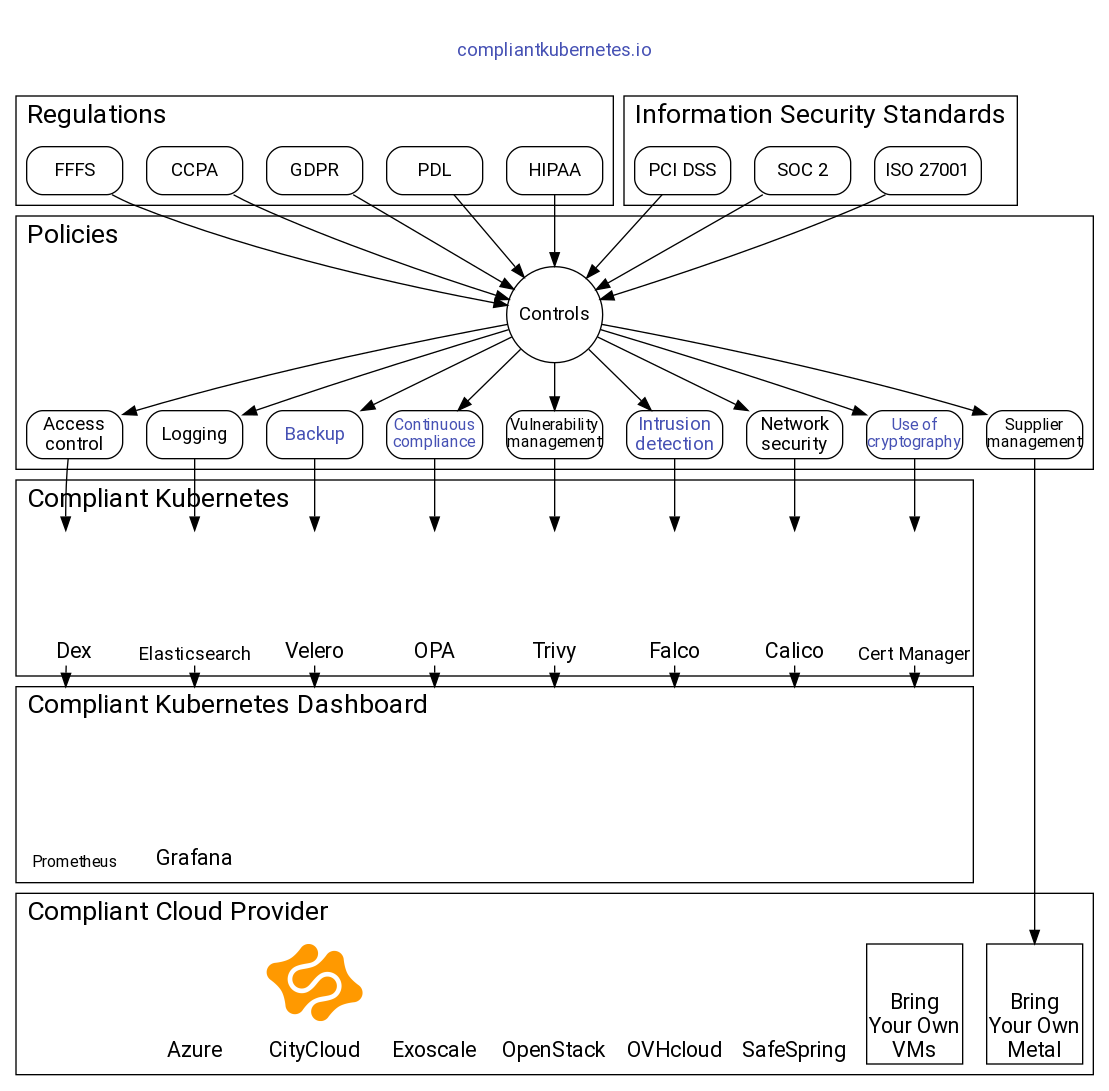 compliantkubernetes.io
Regulations
Information Security Standards
FFFS
CCPA
GDPR
PDL
HIPAA
PCI DSS
SOC 2
ISO 27001
Policies
Controls
Access
control
Logging
Backup
Continuous
compliance
Vulnerability
management
Intrusion
detection
Network
security
Use of
cryptography
Supplier
management
Compliant Kubernetes
Dex
Elasticsearch
Velero
OPA
Trivy
Falco
Calico
Cert Manager
Compliant Kubernetes Dashboard
Prometheus
Grafana
Compliant Cloud Provider
Azure
CityCloud
Exoscale
OpenStack
OVHcloud
SafeSpring
Bring
Your Own
VMs
Bring
Your Own
Metal